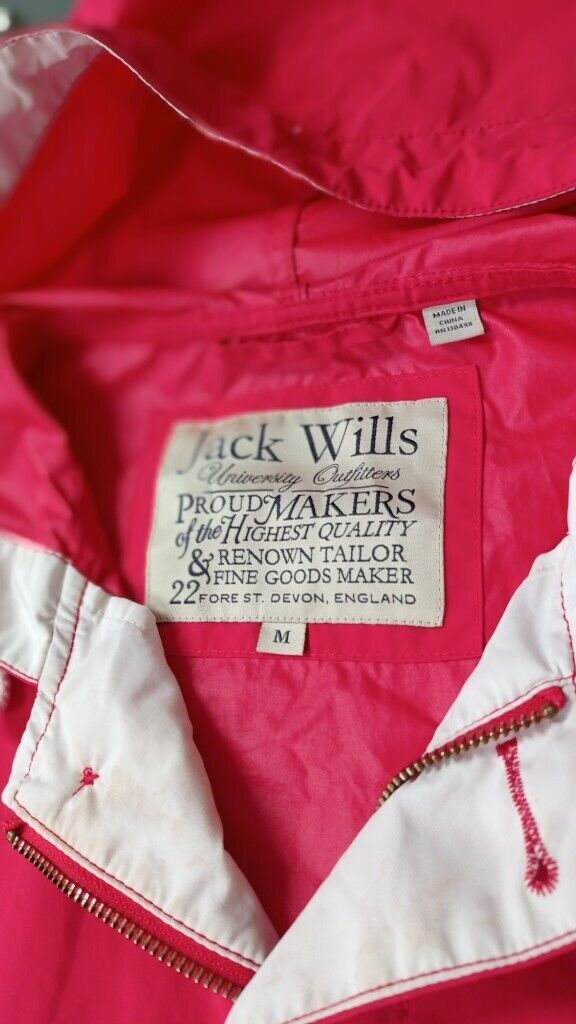 MADE IN
CHINA
RN130498
Jack Wills
University Outfitters
PROUD MAKERS
of the HIGHEST QUALITY
& RENOWN TAILOR
FINE GOODS MAKER
22 FORE ST. DEVON, ENGLAND
M